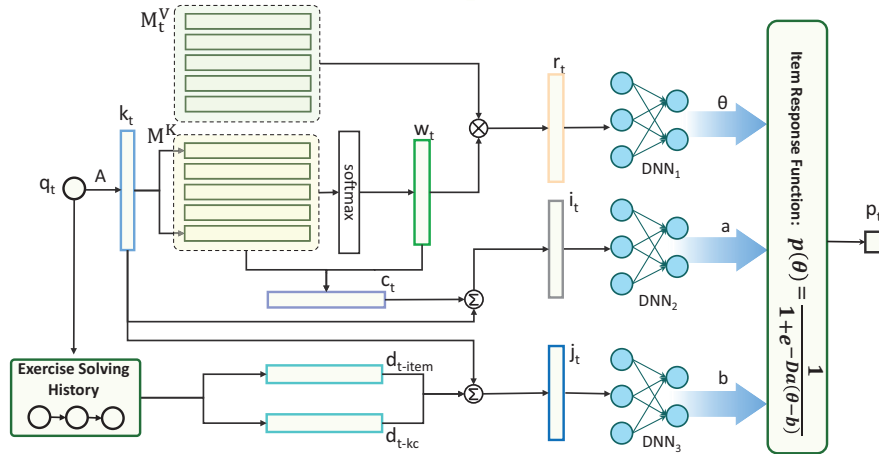 M_t^V
k_t
M^K
w_t
r_t
θ
DNN_1
softmax
q_t
A
i_t
a
DNN_2
c_t
Σ
Item Response Function: p(θ) = 1 / (1+e^{-Da(θ-b)})
p_t
Exercise Solving
History
d_{t-item}
d_{t-kc}
Σ
j_t
b
DNN_3